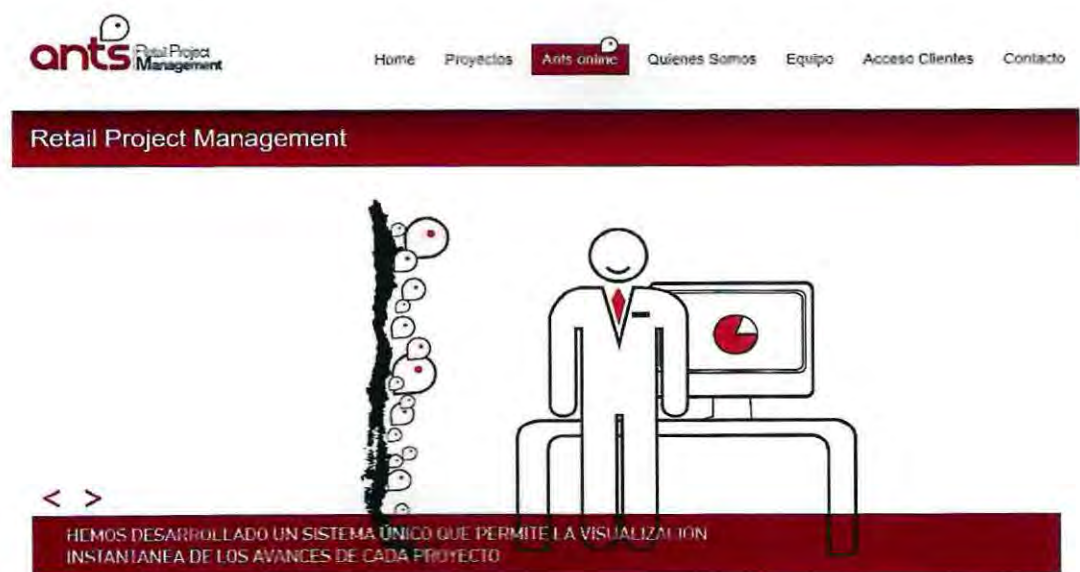 ants Retail Project
Management
Home Proyectos Ants online Quienes Somos Equipo Acceso Clientes Contacto
Retail Project Management
< >
HEMOS DESARROLLADO UN SISTEMA ÚNICO QUE PERMITE LA VISUALIZACIÓN
INSTANTANEA DE LOS AVANCES DE CADA PROYECTO